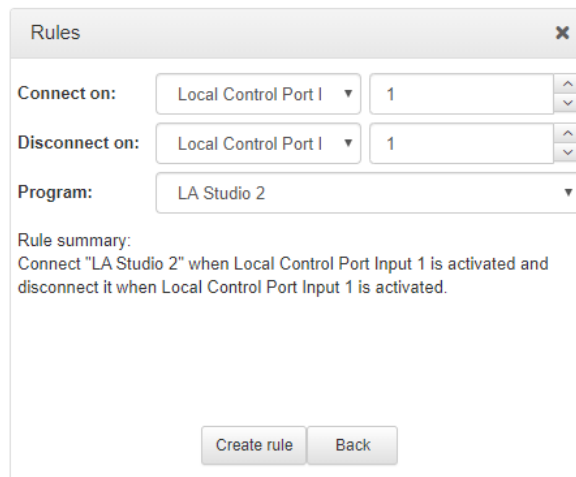 Rules
Connect on: Local Control Port I 1
Disconnect on: Local Control Port I 1
Program: LA Studio 2
Rule summary:
Connect "LA Studio 2" when Local Control Port Input 1 is activated and
disconnect it when Local Control Port Input 1 is activated.
Create rule Back